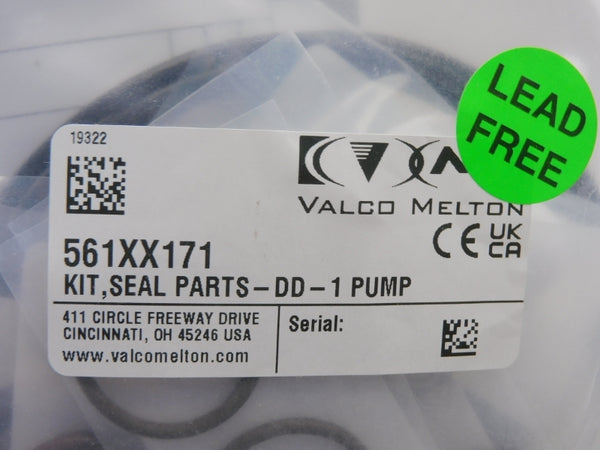 LEAD
FREE
19322
VALCO MELTON
CE UK
CA
561XX171
KIT,SEAL PARTS-DD-1 PUMP
411 CIRCLE FREEWAY DRIVE
CINCINNATI, OH 45246 USA
www.valcomelton.com
Serial: